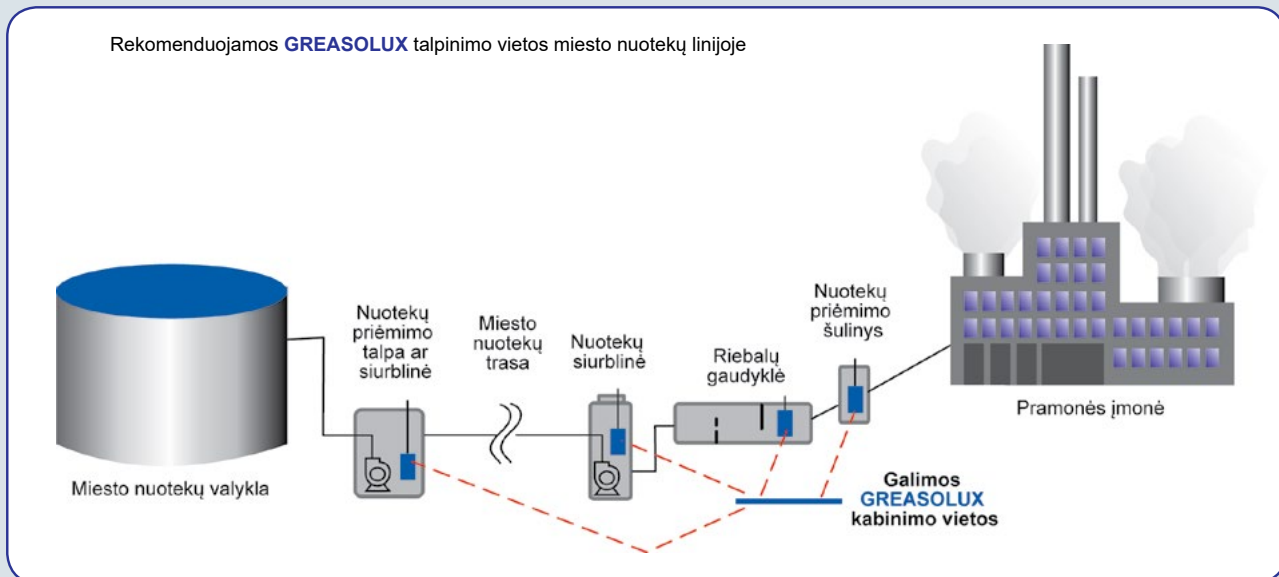 Rekomenduojamos GREASOLUX talpinimo vietos miesto nuotekų linijoje
Nuotekų
priėmimo
talpa ar
siurblinė
Miesto
nuotekų
trasa
Nuotekų
siurblinė
Riebalų
gaudyklė
Nuotekų
priėmimo
šulinys
Pramonės įmonė
Miesto nuotekų valykla
Galimos
GREASOLUX
kabinimo vietos